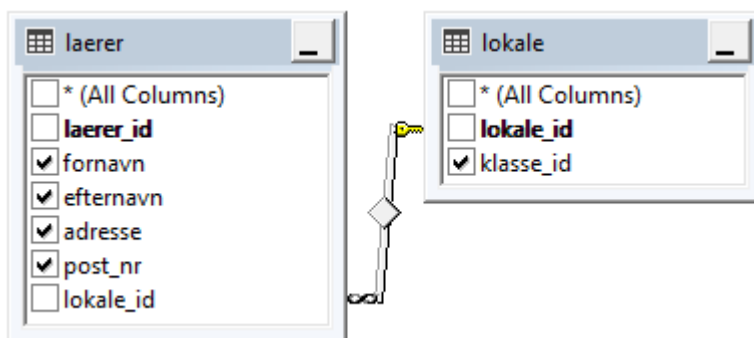 laerer
* (All Columns)
laerer_id
fornavn
efternavn
adresse
post_nr
lokale_id
lokale
* (All Columns)
lokale_id
klasse_id